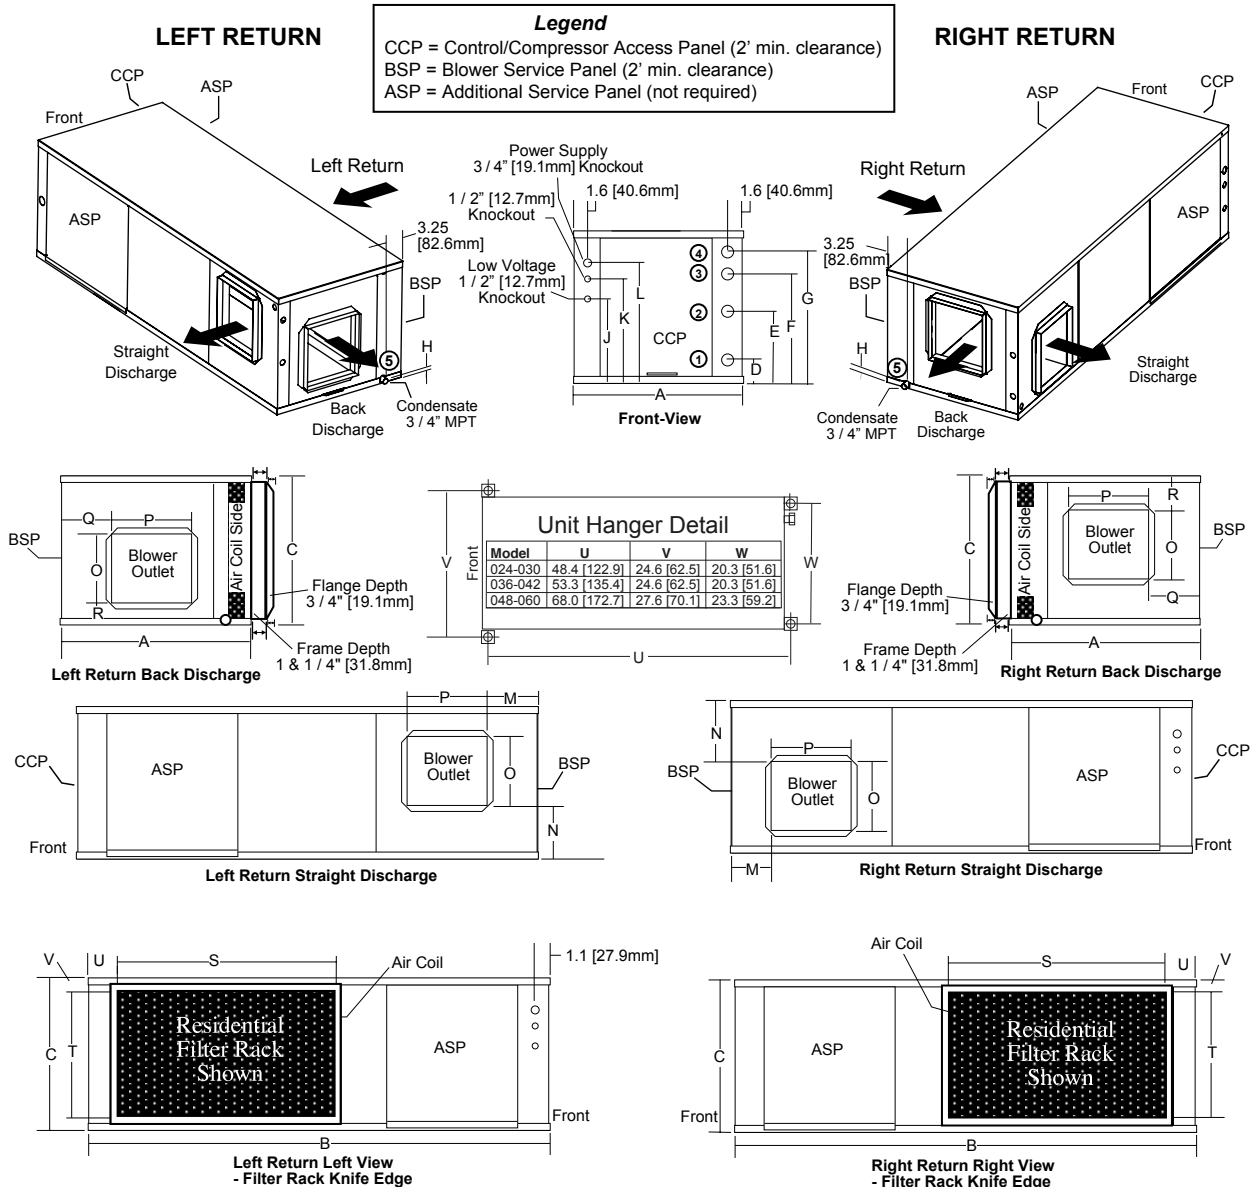 Legend
CCP = Control/Compressor Access Panel (2’ min. clearance)
BSP = Blower Service Panel (2’ min. clearance)
ASP = Additional Service Panel (not required)
LEFT RETURN
RIGHT RETURN
CCP
ASP
Front
Left Return
ASP
3.25
[82.6mm]
BSP
H
5
Straight
Discharge
Back
Discharge
Condensate
3 / 4” MPT
Power Supply
3 / 4” [19.1mm] Knockout
1.6 [40.6mm]
1.6 [40.6mm]
1 / 2” [12.7mm]
Knockout
Low Voltage
1 / 2” [12.7mm]
Knockout
4
3
2
1
L
K
J
CCP
G
F
E
D
A
Front-View
ASP
Front
CCP
Right Return
ASP
3.25
[82.6mm]
BSP
H
5
Straight
Discharge
Condensate
3 / 4” MPT
Back
Discharge
Q
P
BSP
O
Blower
Outlet
R
Air Coil Side
C
Flange Depth
3 / 4" [19.1mm]
A
Frame Depth
1 & 1 / 4" [31.8mm]
Left Return Back Discharge
V
Front
Unit Hanger Detail
Model U V W
024-030 48.4 [122.9] 24.6 [62.5] 20.3 [51.6]
036-042 53.3 [135.4] 24.6 [62.5] 20.3 [51.6]
048-060 68.0 [172.7] 27.6 [70.1] 23.3 [59.2]
W
U
P
R
C
Air Coil Side
Blower
Outlet
O
BSP
Q
Flange Depth
3 / 4" [19.1mm]
A
Frame Depth
1 & 1 / 4" [31.8mm]
Right Return Back Discharge
P
M
CCP
ASP
Blower
Outlet
O
BSP
N
Front
Left Return Straight Discharge
N
P
BSP
Blower
Outlet
O
ASP
CCP
M
Front
Right Return Straight Discharge
V
U
S
Air Coil
1.1 [27.9mm]
C
T
Residential
Filter Rack
Shown
ASP
Front
B
Left Return Left View
- Filter Rack Knife Edge
Air Coil
S
U
V
C
ASP
Residential
Filter Rack
Shown
T
Front
B
Right Return Right View
- Filter Rack Knife Edge